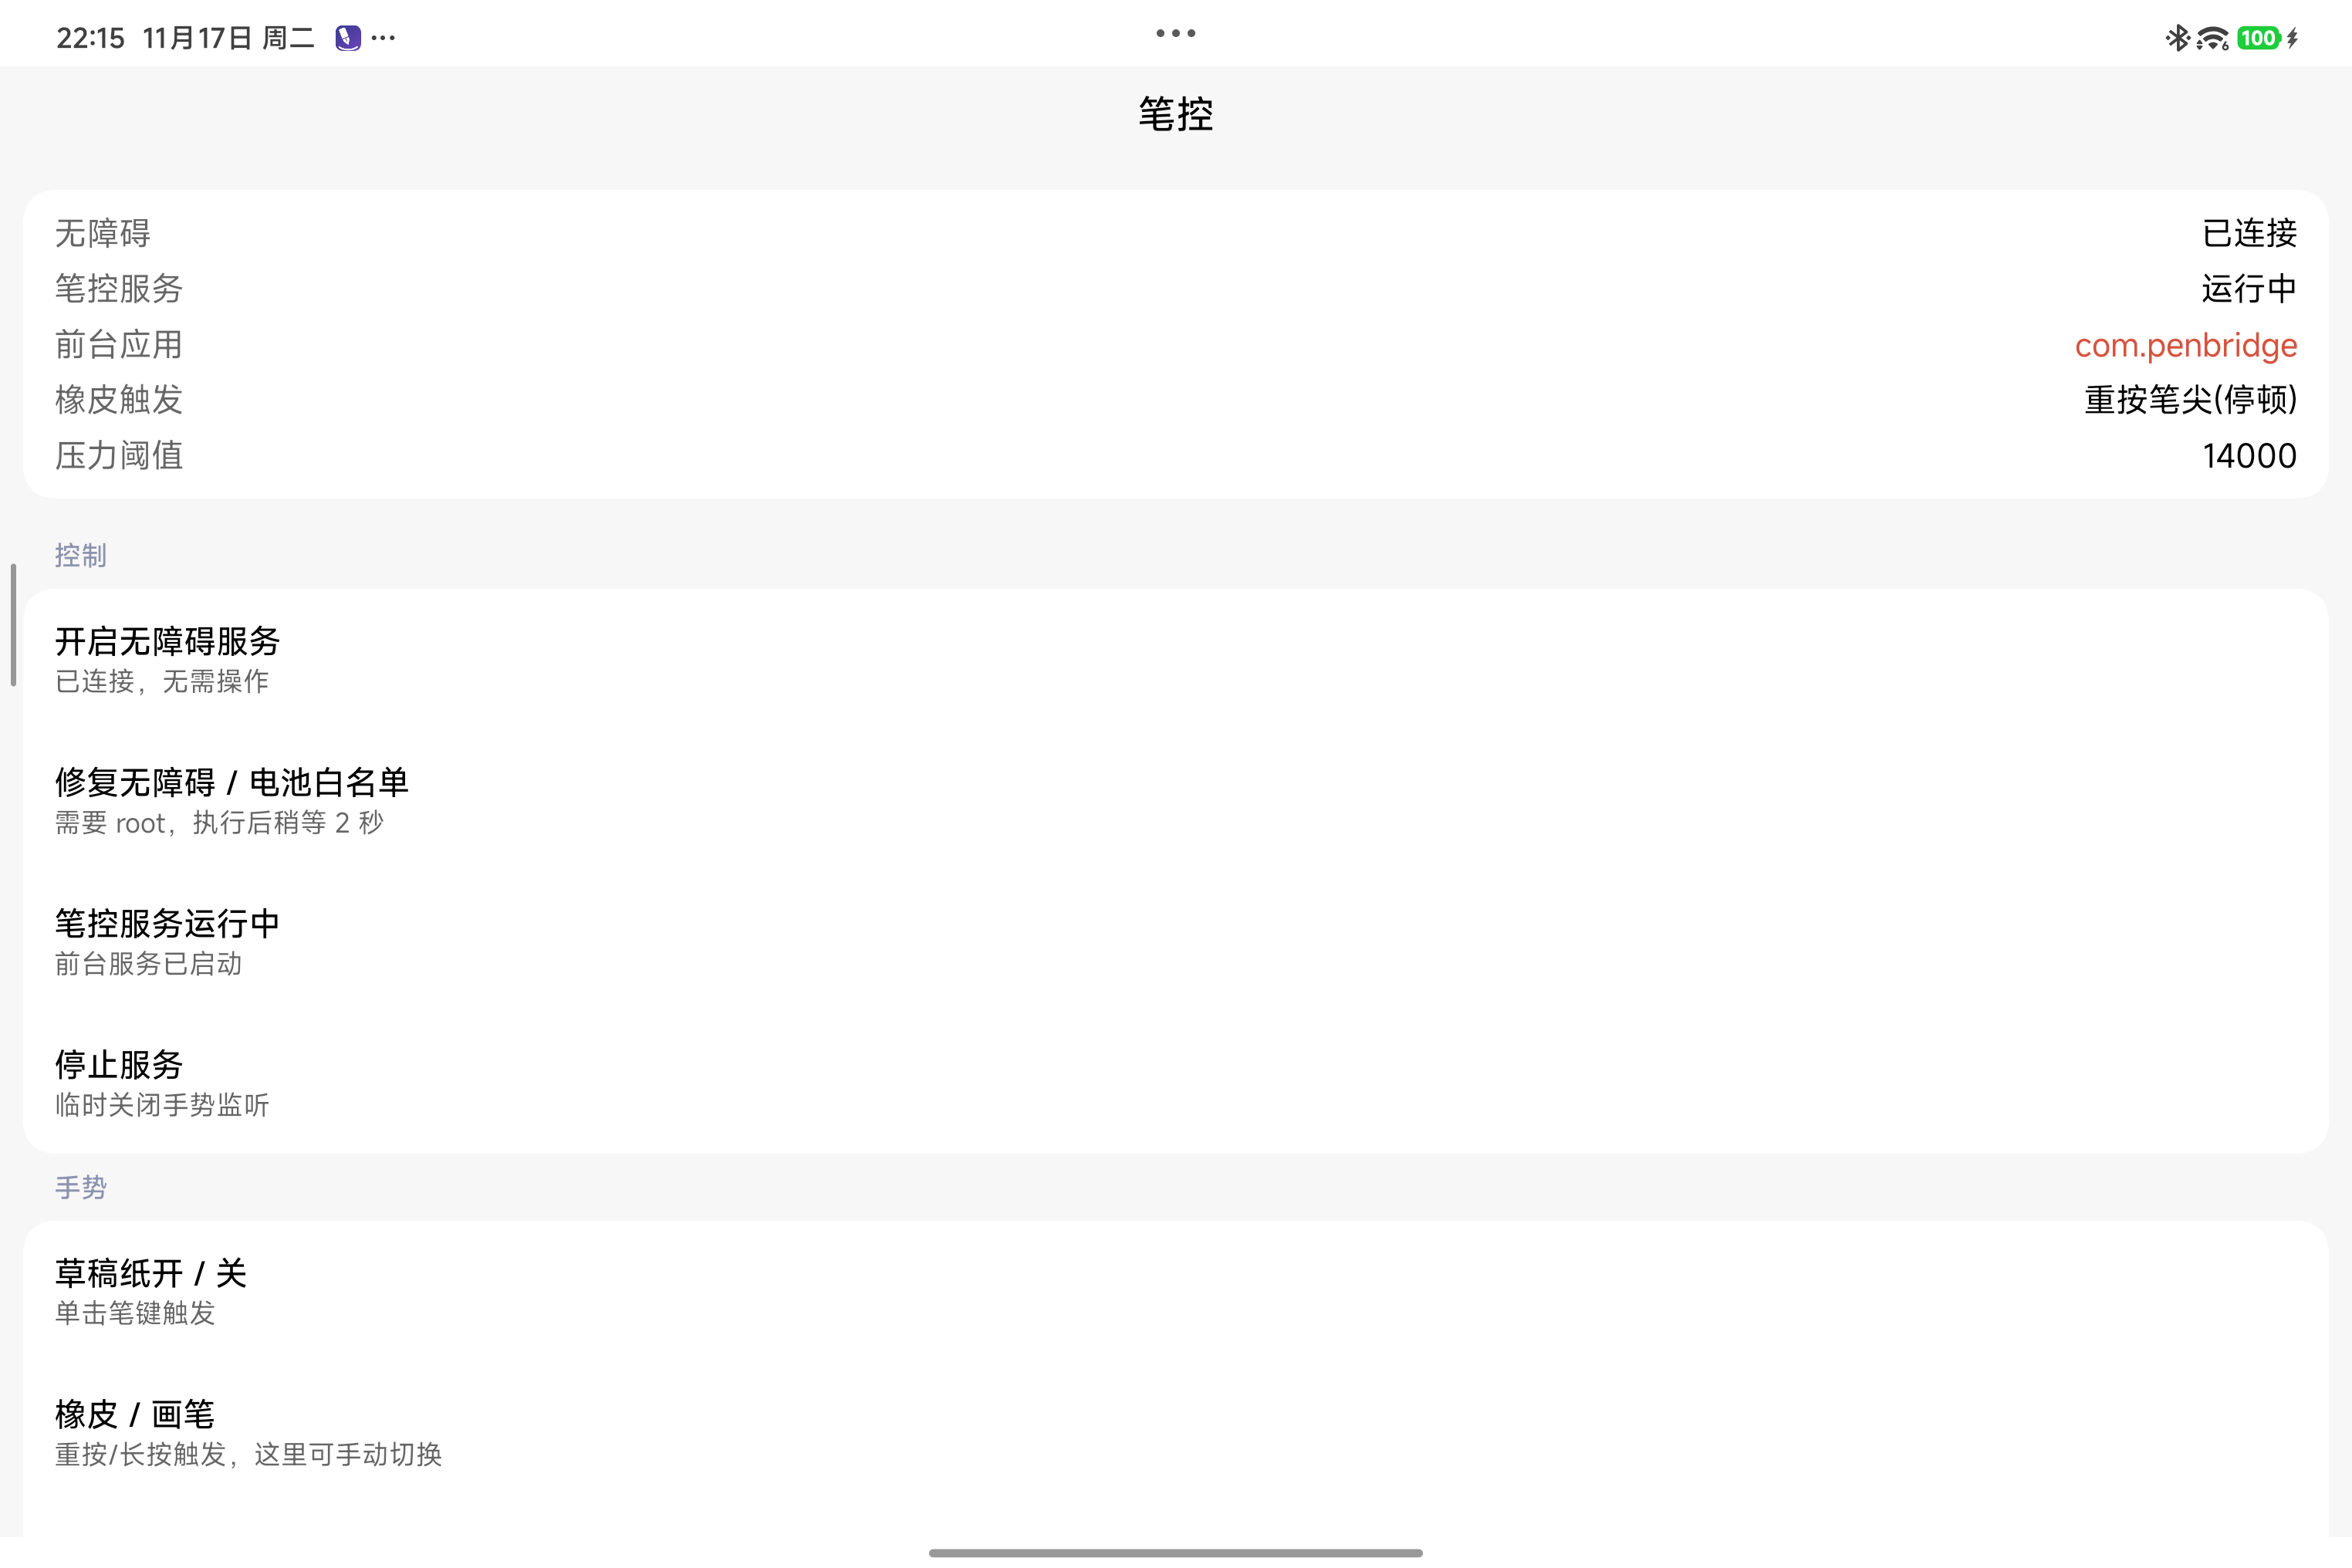 22:15 11月17日 周二 ···
100
笔控
无障碍 已连接
笔控服务 运行中
前台应用 com.penbridge
橡皮触发 重按笔尖(停顿)
压力阈值 14000
控制
开启无障碍服务
已连接，无需操作
修复无障碍 / 电池白名单
需要 root，执行后稍等 2 秒
笔控服务运行中
前台服务已启动
停止服务
临时关闭手势监听
手势
草稿纸开 / 关
单击笔键触发
橡皮 / 画笔
重按/长按触发，这里可手动切换